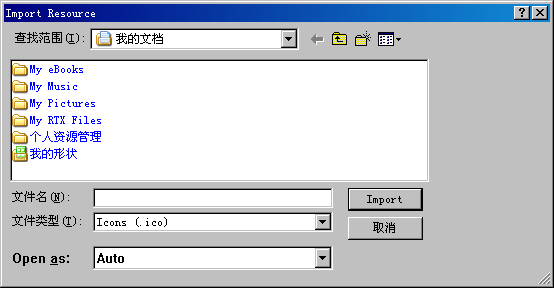 Import Resource
查找范围(I): 我的文档
My eBooks
My Music
My Pictures
My RTX Files
个人资源管理
我的形状
文件名(N): Import
文件类型(T): Icons (.ico) 取消
Open as: Auto